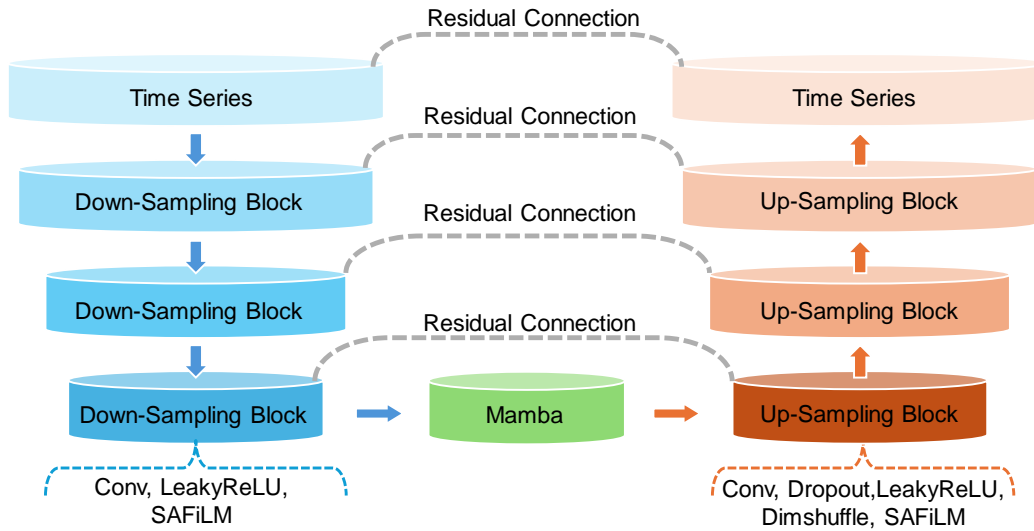 Residual Connection
Time Series
Time Series
Residual Connection
Down-Sampling Block
Up-Sampling Block
Residual Connection
Down-Sampling Block
Up-Sampling Block
Residual Connection
Down-Sampling Block
Mamba
Up-Sampling Block
Conv, LeakyReLU,
SAFiLM
Conv, Dropout,LeakyReLU,
Dimshuffle, SAFiLM